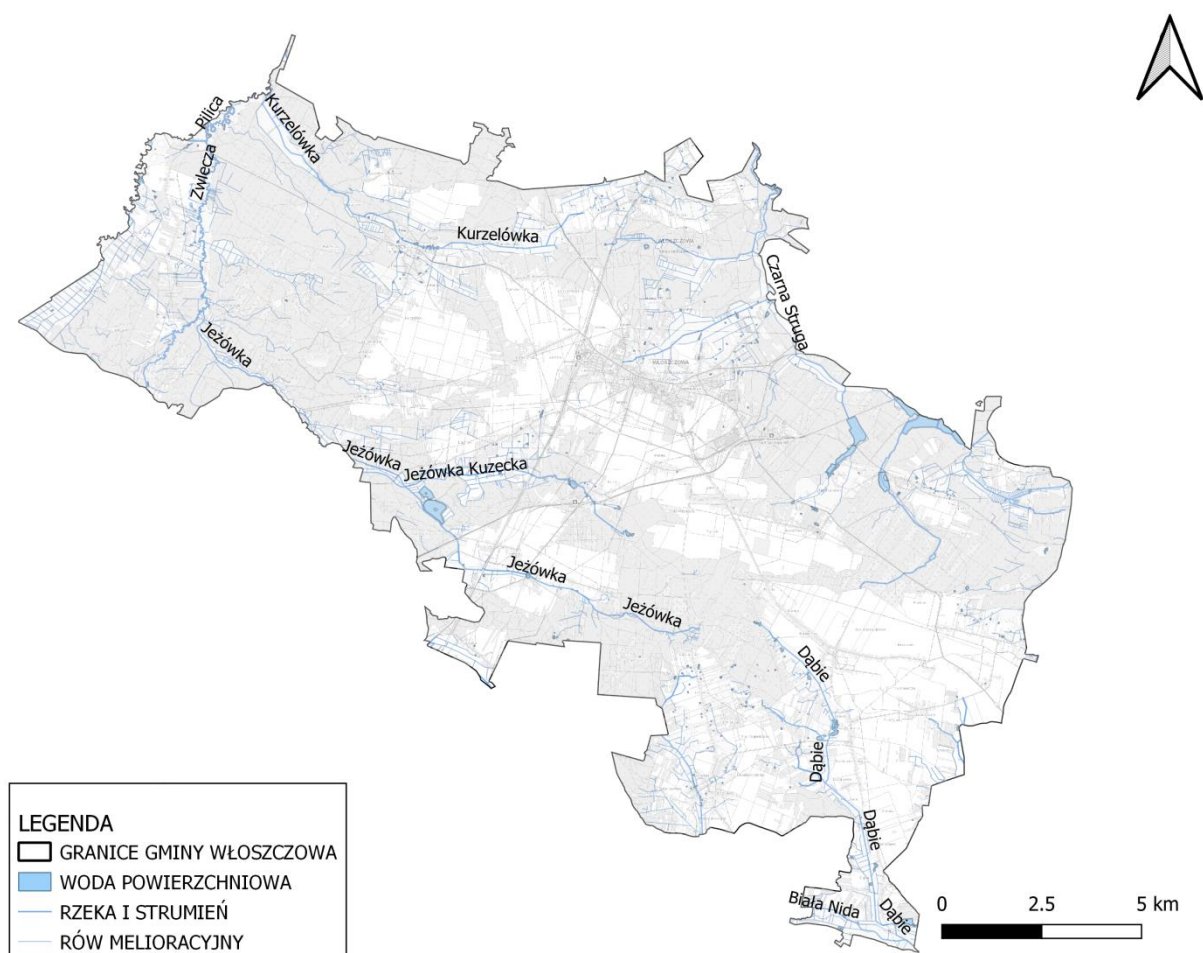 Pilica
Kurzelówka
Zwlecza
Kurzelówka
Czarna Struga
Jeżówka
WŁOSZCZOWA
Jeżówka
Jeżówka Kuzecka
Jeżówka
Jeżówka
Dąbie
Dąbie
Dąbie
Biała Nida
Dąbie
LEGENDA
GRANICE GMINY WŁOSZCZOWA
WODA POWIERZCHNIOWA
RZEKA I STRUMIEŃ
RÓW MELIORACYJNY
0 2.5 5 km